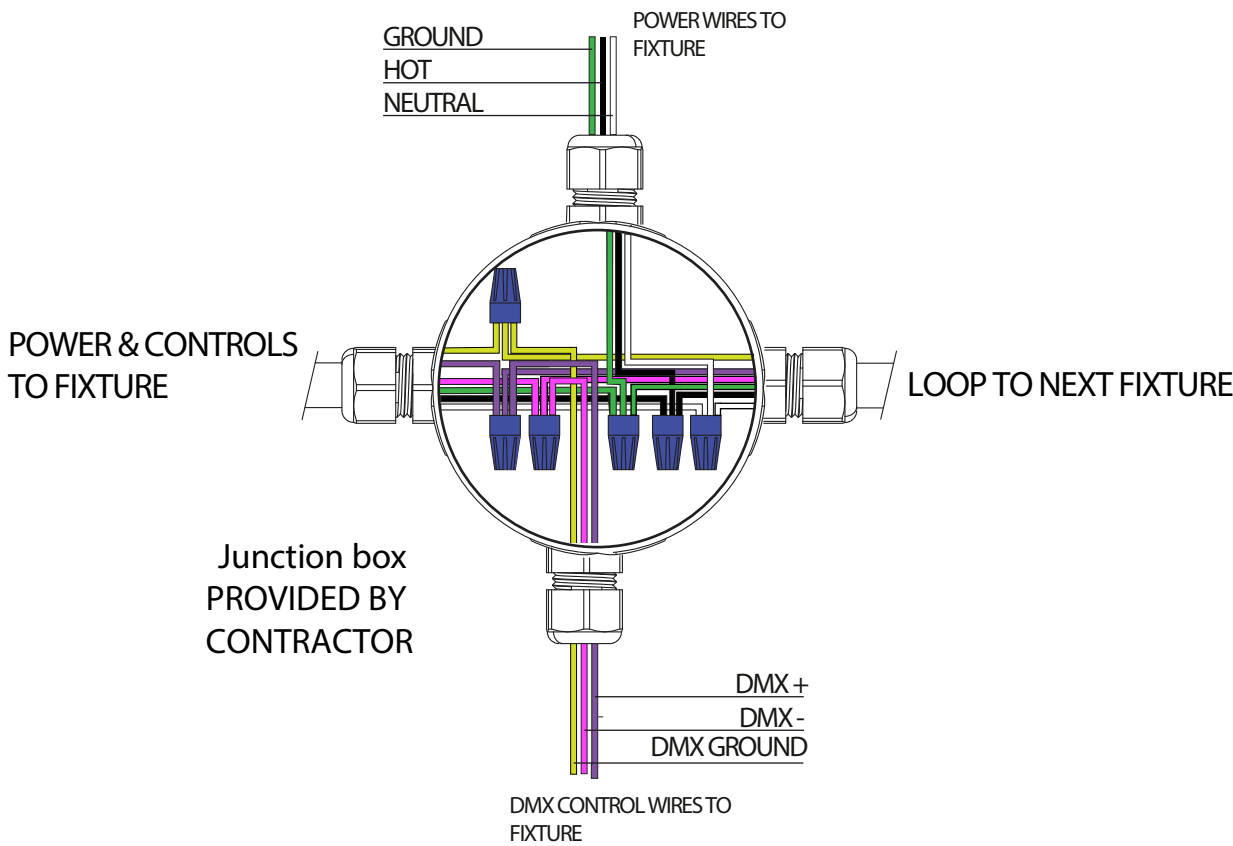 POWER WIRES TO
FIXTURE
GROUND
HOT
NEUTRAL
POWER & CONTROLS
TO FIXTURE
LOOP TO NEXT FIXTURE
Junction box
PROVIDED BY
CONTRACTOR
DMX +
DMX -
DMX GROUND
DMX CONTROL WIRES TO
FIXTURE